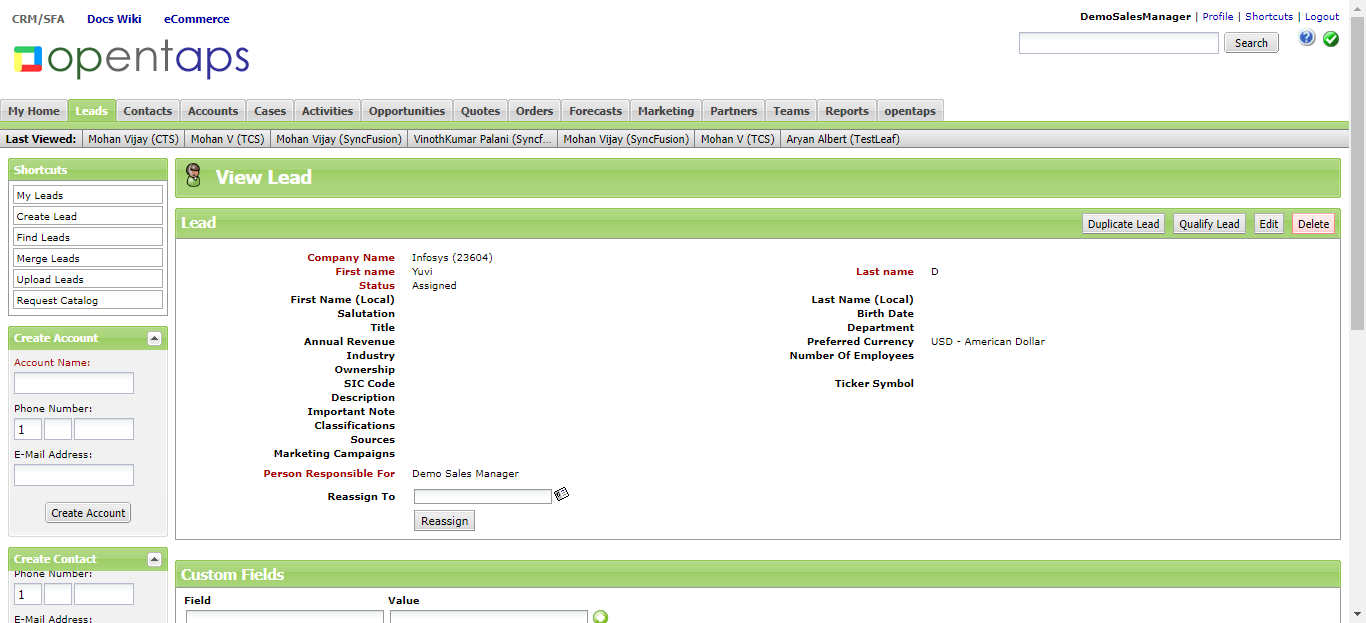 CRM/SFA Docs Wiki eCommerce
DemoSalesManager | Profile | Shortcuts | Logout
opentaps
Search
My Home Leads Contacts Accounts Cases Activities Opportunities Quotes Orders Forecasts Marketing Partners Teams Reports opentaps
Last Viewed: Mohan Vijay (CTS) Mohan V (TCS) Mohan Vijay (SyncFusion) VinothKumar Palani (Syncf... Mohan Vijay (SyncFusion) Mohan V (TCS) Aryan Albert (TestLeaf)
Shortcuts
My Leads
Create Lead
Find Leads
Merge Leads
Upload Leads
Request Catalog
Create Account
Account Name:
Phone Number:
1
E-Mail Address:
Create Account
Create Contact
Phone Number:
1
E-Mail Address:
View Lead
Lead
Duplicate Lead Qualify Lead Edit Delete
Company Name Infosys (23604)
First name Yuvi Last name D
Status Assigned
First Name (Local) Last Name (Local)
Salutation Birth Date
Title Department
Annual Revenue Preferred Currency USD - American Dollar
Industry Number Of Employees
Ownership
SIC Code Ticker Symbol
Description
Important Note
Classifications
Sources
Marketing Campaigns
Person Responsible For Demo Sales Manager
Reassign To
Reassign
Custom Fields
Field Value